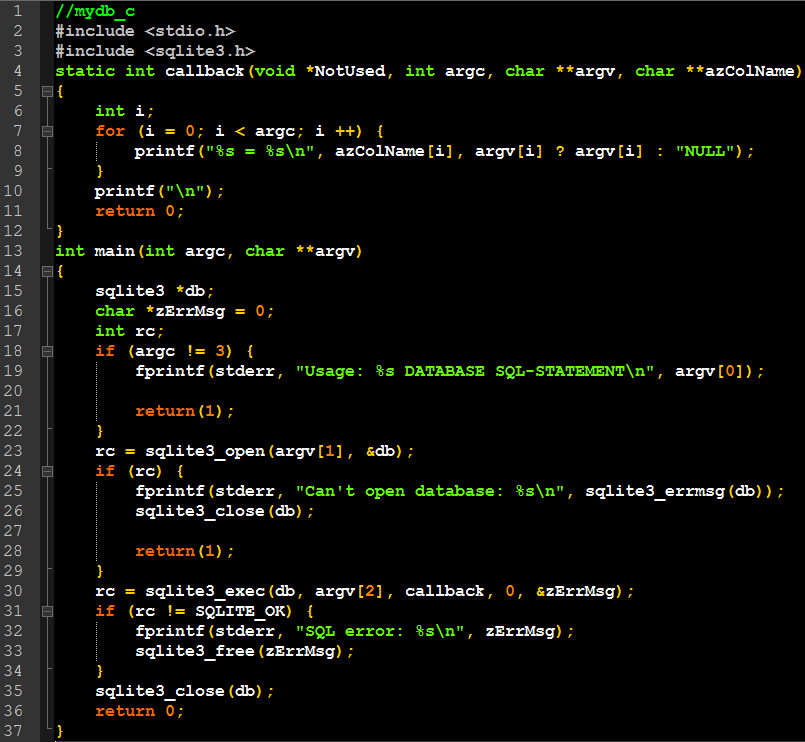 1 //mydb_c
2 #include <stdio.h>
3 #include <sqlite3.h>
4 static int callback(void *NotUsed, int argc, char **argv, char **azColName)
5 {
6     int i;
7     for (i = 0; i < argc; i ++) {
8         printf("%s = %s\n", azColName[i], argv[i] ? argv[i] : "NULL");
9     }
10     printf("\n");
11     return 0;
12 }
13 int main(int argc, char **argv)
14 {
15     sqlite3 *db;
16     char *zErrMsg = 0;
17     int rc;
18     if (argc != 3) {
19         fprintf(stderr, "Usage: %s DATABASE SQL-STATEMENT\n", argv[0]);
20
21         return(1);
22     }
23     rc = sqlite3_open(argv[1], &db);
24     if (rc) {
25         fprintf(stderr, "Can't open database: %s\n", sqlite3_errmsg(db));
26         sqlite3_close(db);
27
28         return(1);
29     }
30     rc = sqlite3_exec(db, argv[2], callback, 0, &zErrMsg);
31     if (rc != SQLITE_OK) {
32         fprintf(stderr, "SQL error: %s\n", zErrMsg);
33         sqlite3_free(zErrMsg);
34     }
35     sqlite3_close(db);
36     return 0;
37 }